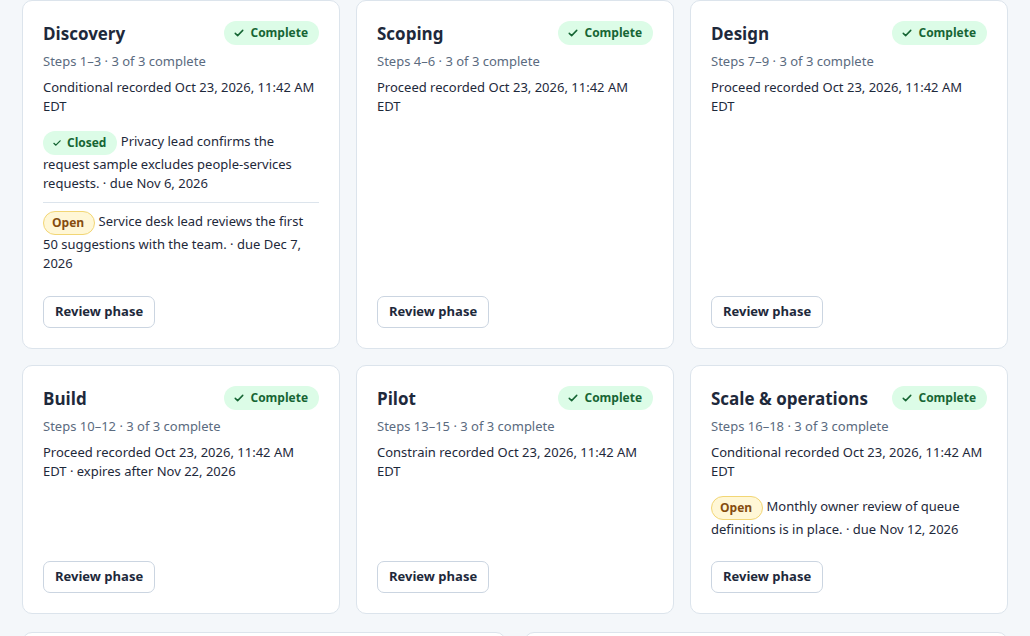 Discovery
Complete
Steps 1–3 · 3 of 3 complete
Conditional recorded Oct 23, 2026, 11:42 AM
EDT
Closed Privacy lead confirms the
request sample excludes people-services
requests. · due Nov 6, 2026
Open Service desk lead reviews the first
50 suggestions with the team. · due Dec 7,
2026
Review phase
Scoping
Complete
Steps 4–6 · 3 of 3 complete
Proceed recorded Oct 23, 2026, 11:42 AM
EDT
Review phase
Design
Complete
Steps 7–9 · 3 of 3 complete
Proceed recorded Oct 23, 2026, 11:42 AM
EDT
Review phase
Build
Complete
Steps 10–12 · 3 of 3 complete
Proceed recorded Oct 23, 2026, 11:42 AM
EDT · expires after Nov 22, 2026
Review phase
Pilot
Complete
Steps 13–15 · 3 of 3 complete
Constrain recorded Oct 23, 2026, 11:42 AM
EDT
Review phase
Scale & operations
Complete
Steps 16–18 · 3 of 3 complete
Conditional recorded Oct 23, 2026, 11:42 AM
EDT
Open Monthly owner review of queue
definitions is in place. · due Nov 12, 2026
Review phase